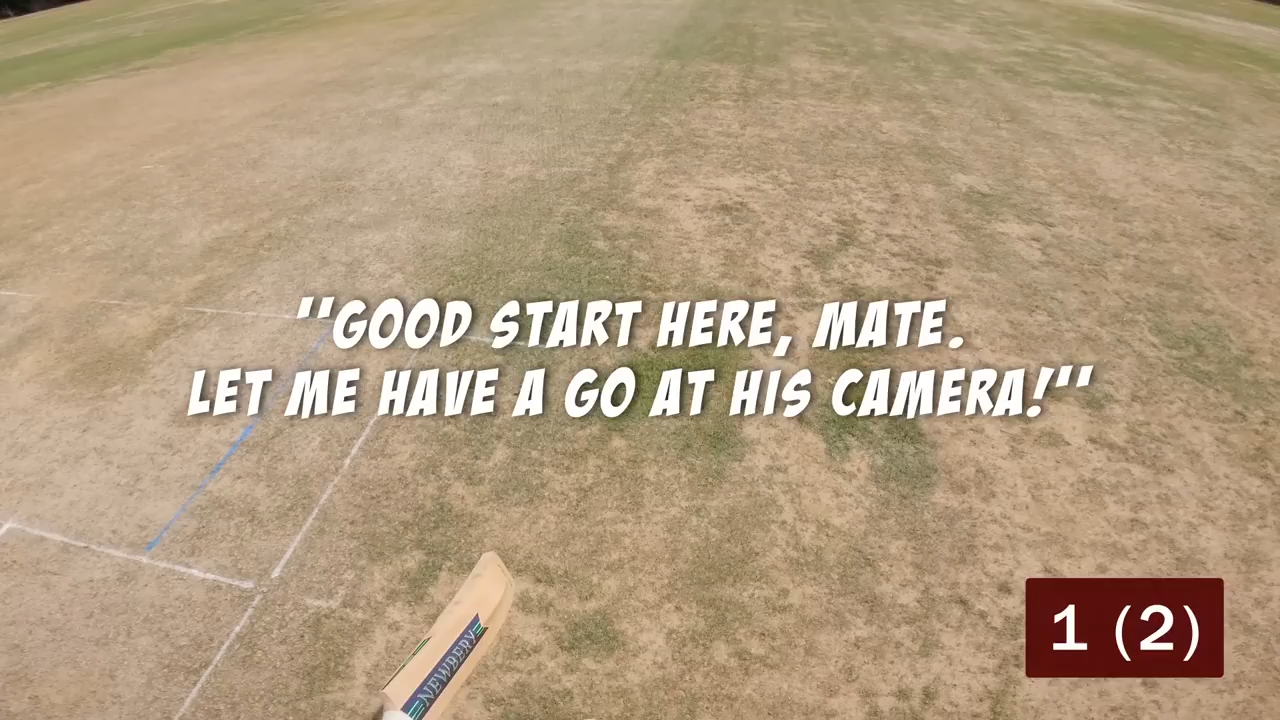 "GOOD START HERE, MATE.
LET ME HAVE A GO AT HIS CAMERA!"
NEWBERY
1 (2)